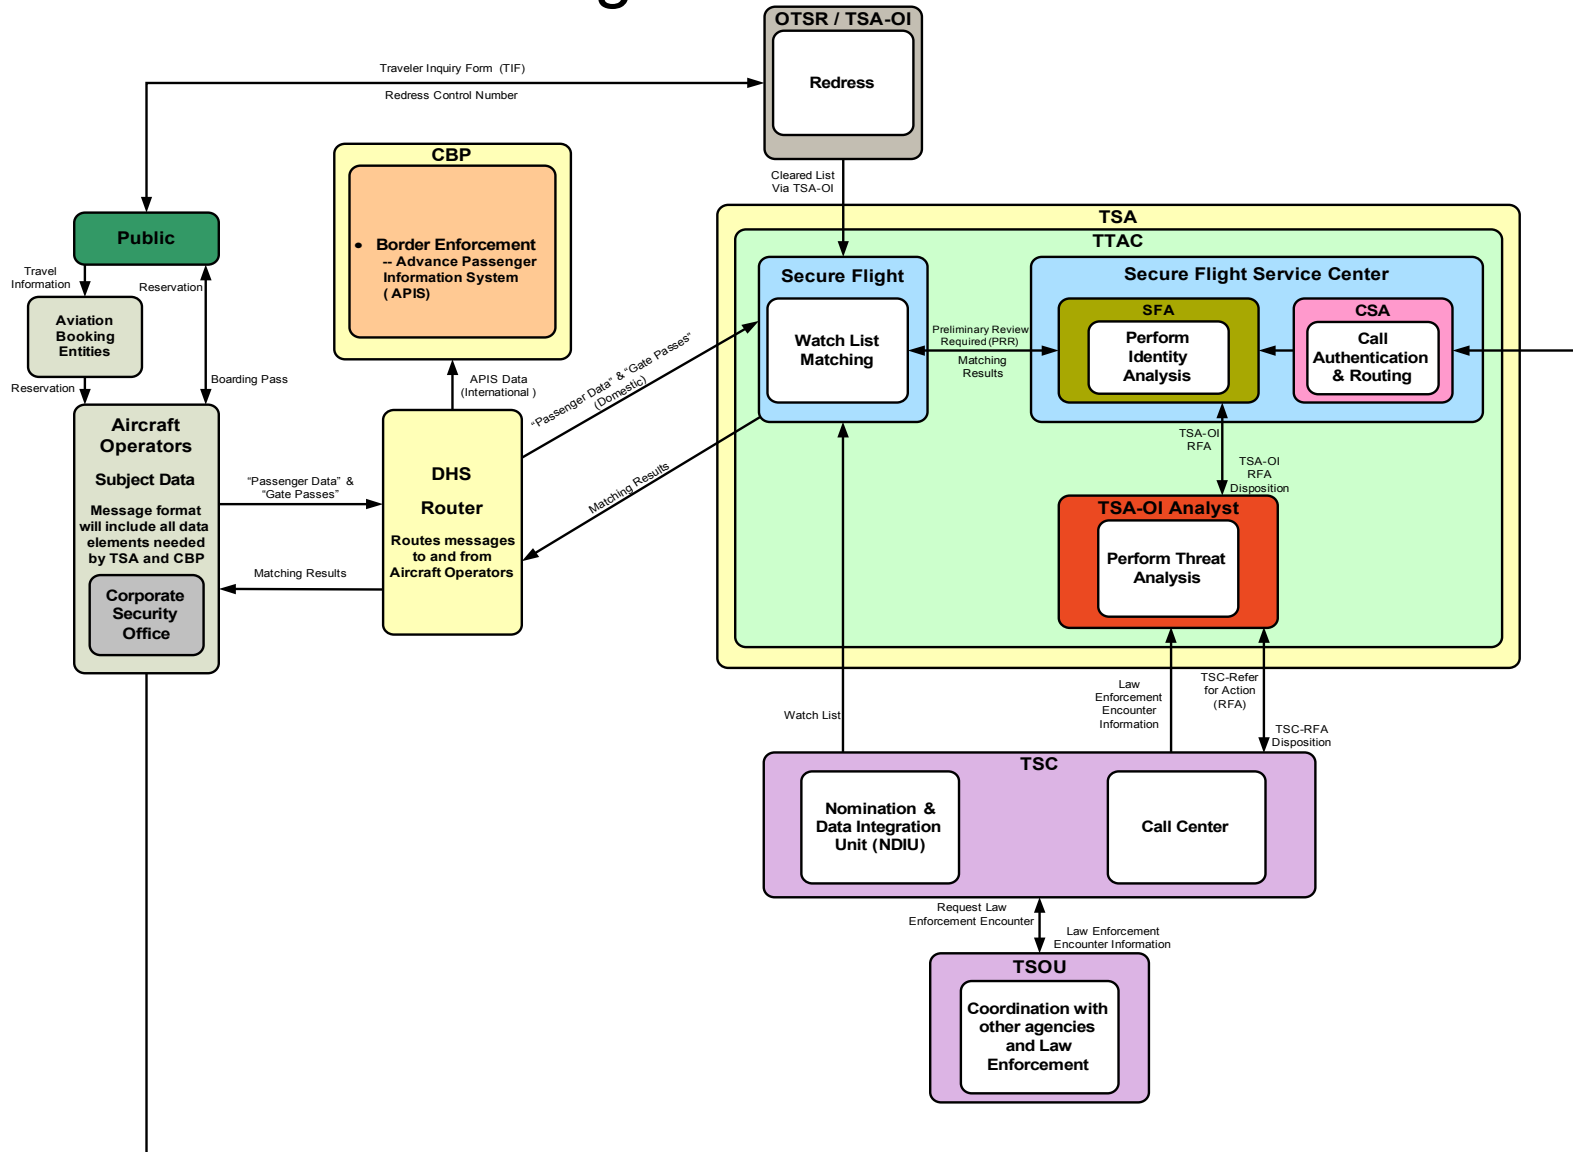 g
OTSR / TSA-OI
Redress
Traveler Inquiry Form (TIF)
Redress Control Number
Cleared List
Via TSA-OI
CBP
• Border Enforcement
-- Advance Passenger
Information System
( APIS)
Public
Travel
Information
Reservation
Aviation
Booking
Entities
Reservation
Boarding Pass
APIS Data
(International )
Aircraft
Operators
Subject Data
Message format
will include all data
elements needed
by TSA and CBP
Corporate
Security
Office
"Passenger Data" &
"Gate Passes"
Matching Results
DHS
Router
Routes messages
to and from
Aircraft Operators
"Passenger Data" & "Gate Passes"
(Domestic)
Matching Results
TSA
TTAC
Secure Flight
Watch List
Matching
Preliminary Review
Required (PRR)
Matching
Results
Secure Flight Service Center
SFA
Perform
Identity
Analysis
CSA
Call
Authentication
& Routing
TSA-OI
RFA
TSA-OI
RFA
Disposition
TSA-OI Analyst
Perform Threat
Analysis
Watch List
Law
Enforcement
Encounter
Information
TSC-Refer
for Action
(RFA)
TSC-RFA
Disposition
TSC
Nomination &
Data Integration
Unit (NDIU)
Call Center
Request Law
Enforcement Encounter
Law Enforcement
Encounter Information
TSOU
Coordination with
other agencies
and Law
Enforcement